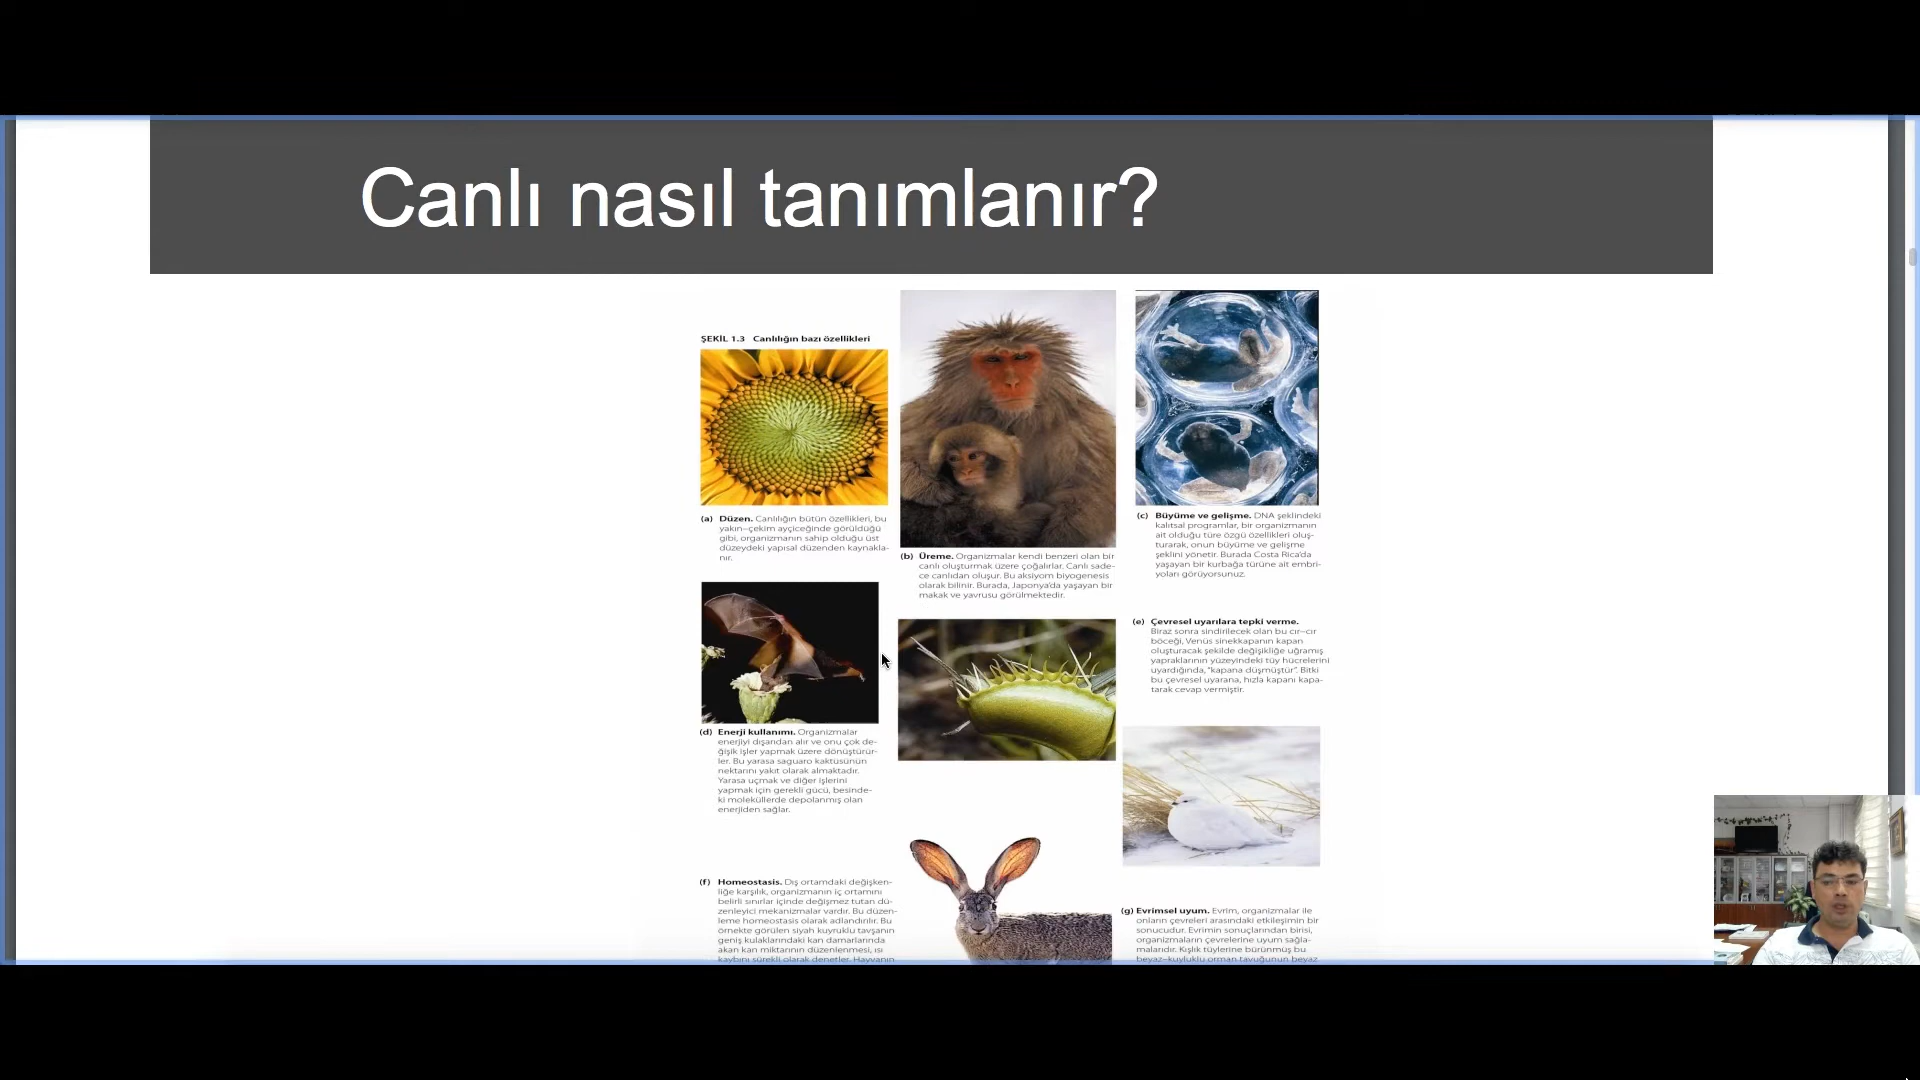 Canlı nasıl tanımlanır?
ŞEKİL 1.3 Canlılığın bazı özellikleri
(a) Düzen. Canlılığın bütün özellikleri, bu
yakın–çekim ayçiceğinde görüldüğü
gibi, organizmanın sahip olduğu üst
düzeydeki yapısal düzenden kaynakla-
nır.
(b) Üreme. Organizmalar kendi benzeri olan bir
canlı oluşturmak üzere çoğalırlar. Canlı sade-
ce canlıdan oluşur. Bu aksiyom biyogenesis
olarak bilinir. Burada, Japonya'da yaşayan bir
makak ve yavrusu görülmektedir.
(c) Büyüme ve gelişme. DNA şeklindeki
kalıtsal programlar, bir organizmanın
ait olduğu türe özgü özellikleri oluş-
turarak, onun büyüme ve gelişme
şeklini yönetir. Burada Costa Rica'da
yaşayan bir kurbağa türüne ait embri-
yoları görüyorsunuz.
(d) Enerji kullanımı. Organizmalar
enerjiyi dışarıdan alır ve onu çok de-
ğişik işler yapmak üzere dönüştürür-
ler. Bu yarasa saguaro kaktüsünün
nektarını yakıt olarak almaktadır.
Yarasa uçmak ve diğer işlerini
yapmak için gerekli gücü, besinde-
ki moleküllerde depolanmış olan
enerjiden sağlar.
(e) Çevresel uyarılara tepki verme.
Biraz sonra sindirilecek olan bu cır–cır
böceği, Venüs sinekkapanın kapan
oluşturacak şekilde değişikliğe uğramış
yapraklarının yüzeyindeki tüy hücrelerini
uyardığında, "kapana düşmüştür". Bitki
bu çevresel uyarana, hızla kapanı kapa-
tarak cevap vermiştir.
(f) Homeostasis. Dış ortamdaki değişken-
liğe karşılık, organizmanın iç ortamını
belirli sınırlar içinde değişmez tutan dü-
zenleyici mekanizmalar vardır. Bu düzen-
leme homeostasis olarak adlandırılır. Bu
örnekte görülen siyah kuyruklu tavşanın
geniş kulaklarındaki kan damarlarında
akan kan miktarının düzenlenmesi, ısı
kaybını sürekli olarak denetler. Hayvanın
(g) Evrimsel uyum. Evrim, organizmalar ile
onların çevreleri arasındaki etkileşimin bir
sonucudur. Evrimin sonuçlarından birisi,
organizmaların çevrelerine uyum sağla-
malarıdır. Kışlık tüylerine bürünmüş bu
beyaz–kuyluklu orman tavuğunun beyaz